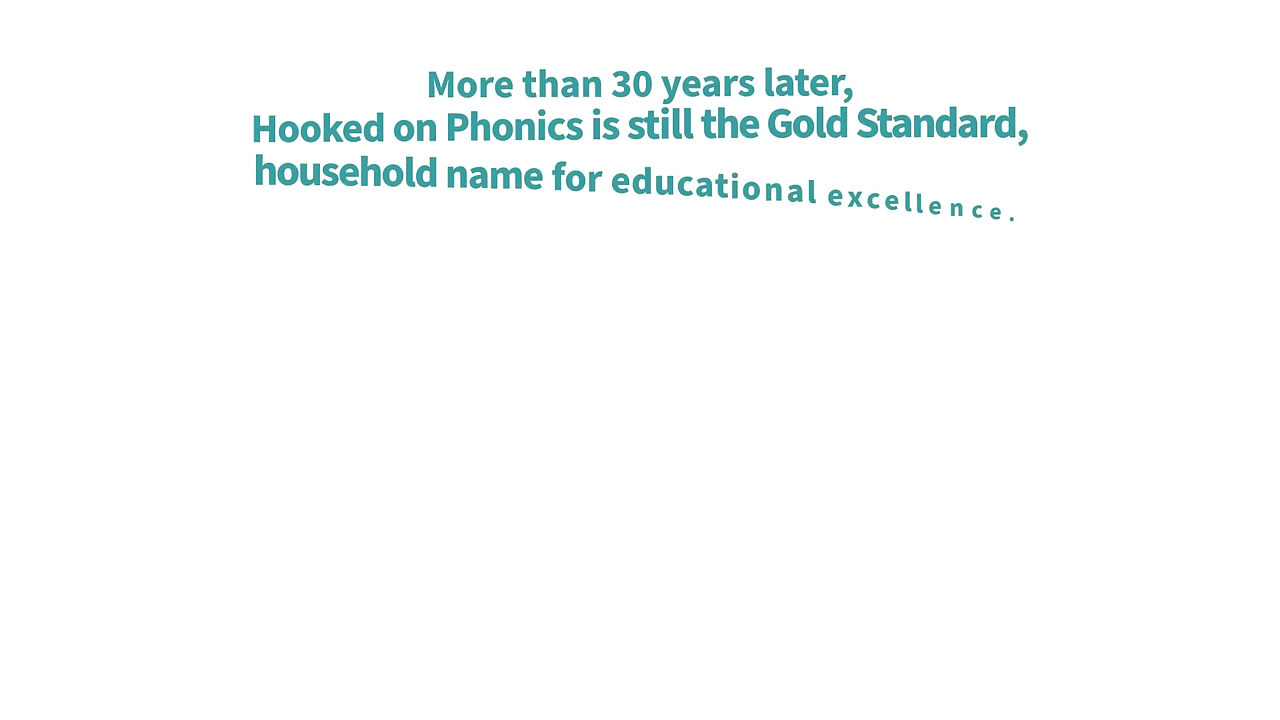 More than 30 years later,
Hooked on Phonics is still the Gold Standard,
household name for educational excellence.